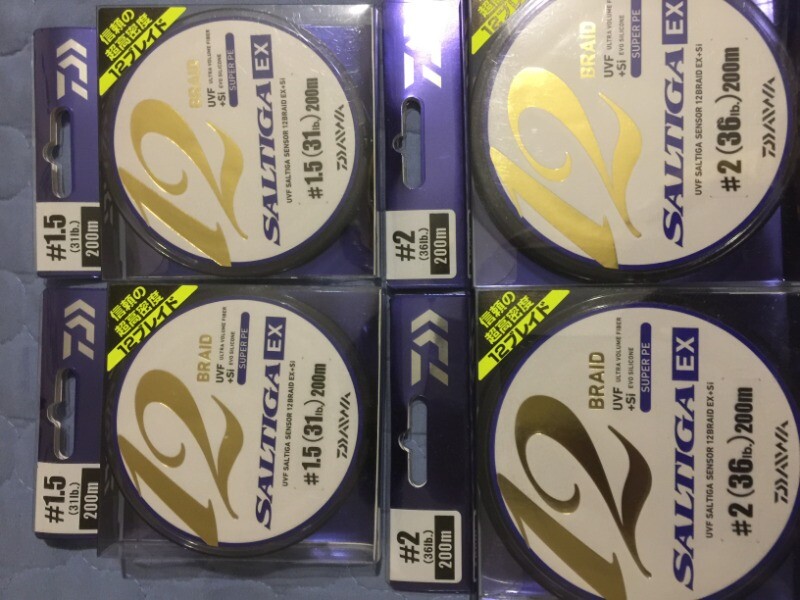 信頼の
超高密度
12ブレイド
12
BRAID
UVF ULTRA VOLUME FIBER
+Si EVO SILICONE
SUPER PE
SALTIGA EX
UVF SALTIGA SENSOR 12BRAID EX+Si
#1.5(31lb.)200m
DAIWA
#1.5
(31lb.)
200m
信頼の
超高密度
12ブレイド
12
BRAID
UVF ULTRA VOLUME FIBER
+Si EVO SILICONE
SUPER PE
SALTIGA EX
UVF SALTIGA SENSOR 12BRAID EX+Si
#2(36lb.)200m
DAIWA
#2
(36lb.)
200m
信頼の
超高密度
12ブレイド
12
BRAID
UVF ULTRA VOLUME FIBER
+Si EVO SILICONE
SUPER PE
SALTIGA EX
UVF SALTIGA SENSOR 12BRAID EX+Si
#1.5(31lb.)200m
DAIWA
#1.5
(31lb.)
200m
信頼の
超高密度
12ブレイド
12
BRAID
UVF ULTRA VOLUME FIBER
+Si EVO SILICONE
SUPER PE
SALTIGA EX
UVF SALTIGA SENSOR 12BRAID EX+Si
#2(36lb.)200m
DAIWA
#2
(36lb.)
200m